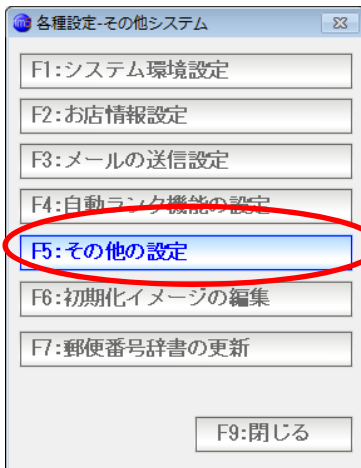 各種設定-その他システム
F1:システム環境設定
F2:お店情報設定
F3:メールの送信設定
F4:自動ランク機能の設定
F5:その他の設定
F6:初期化イメージの編集
F7:郵便番号辞書の更新
F9:閉じる